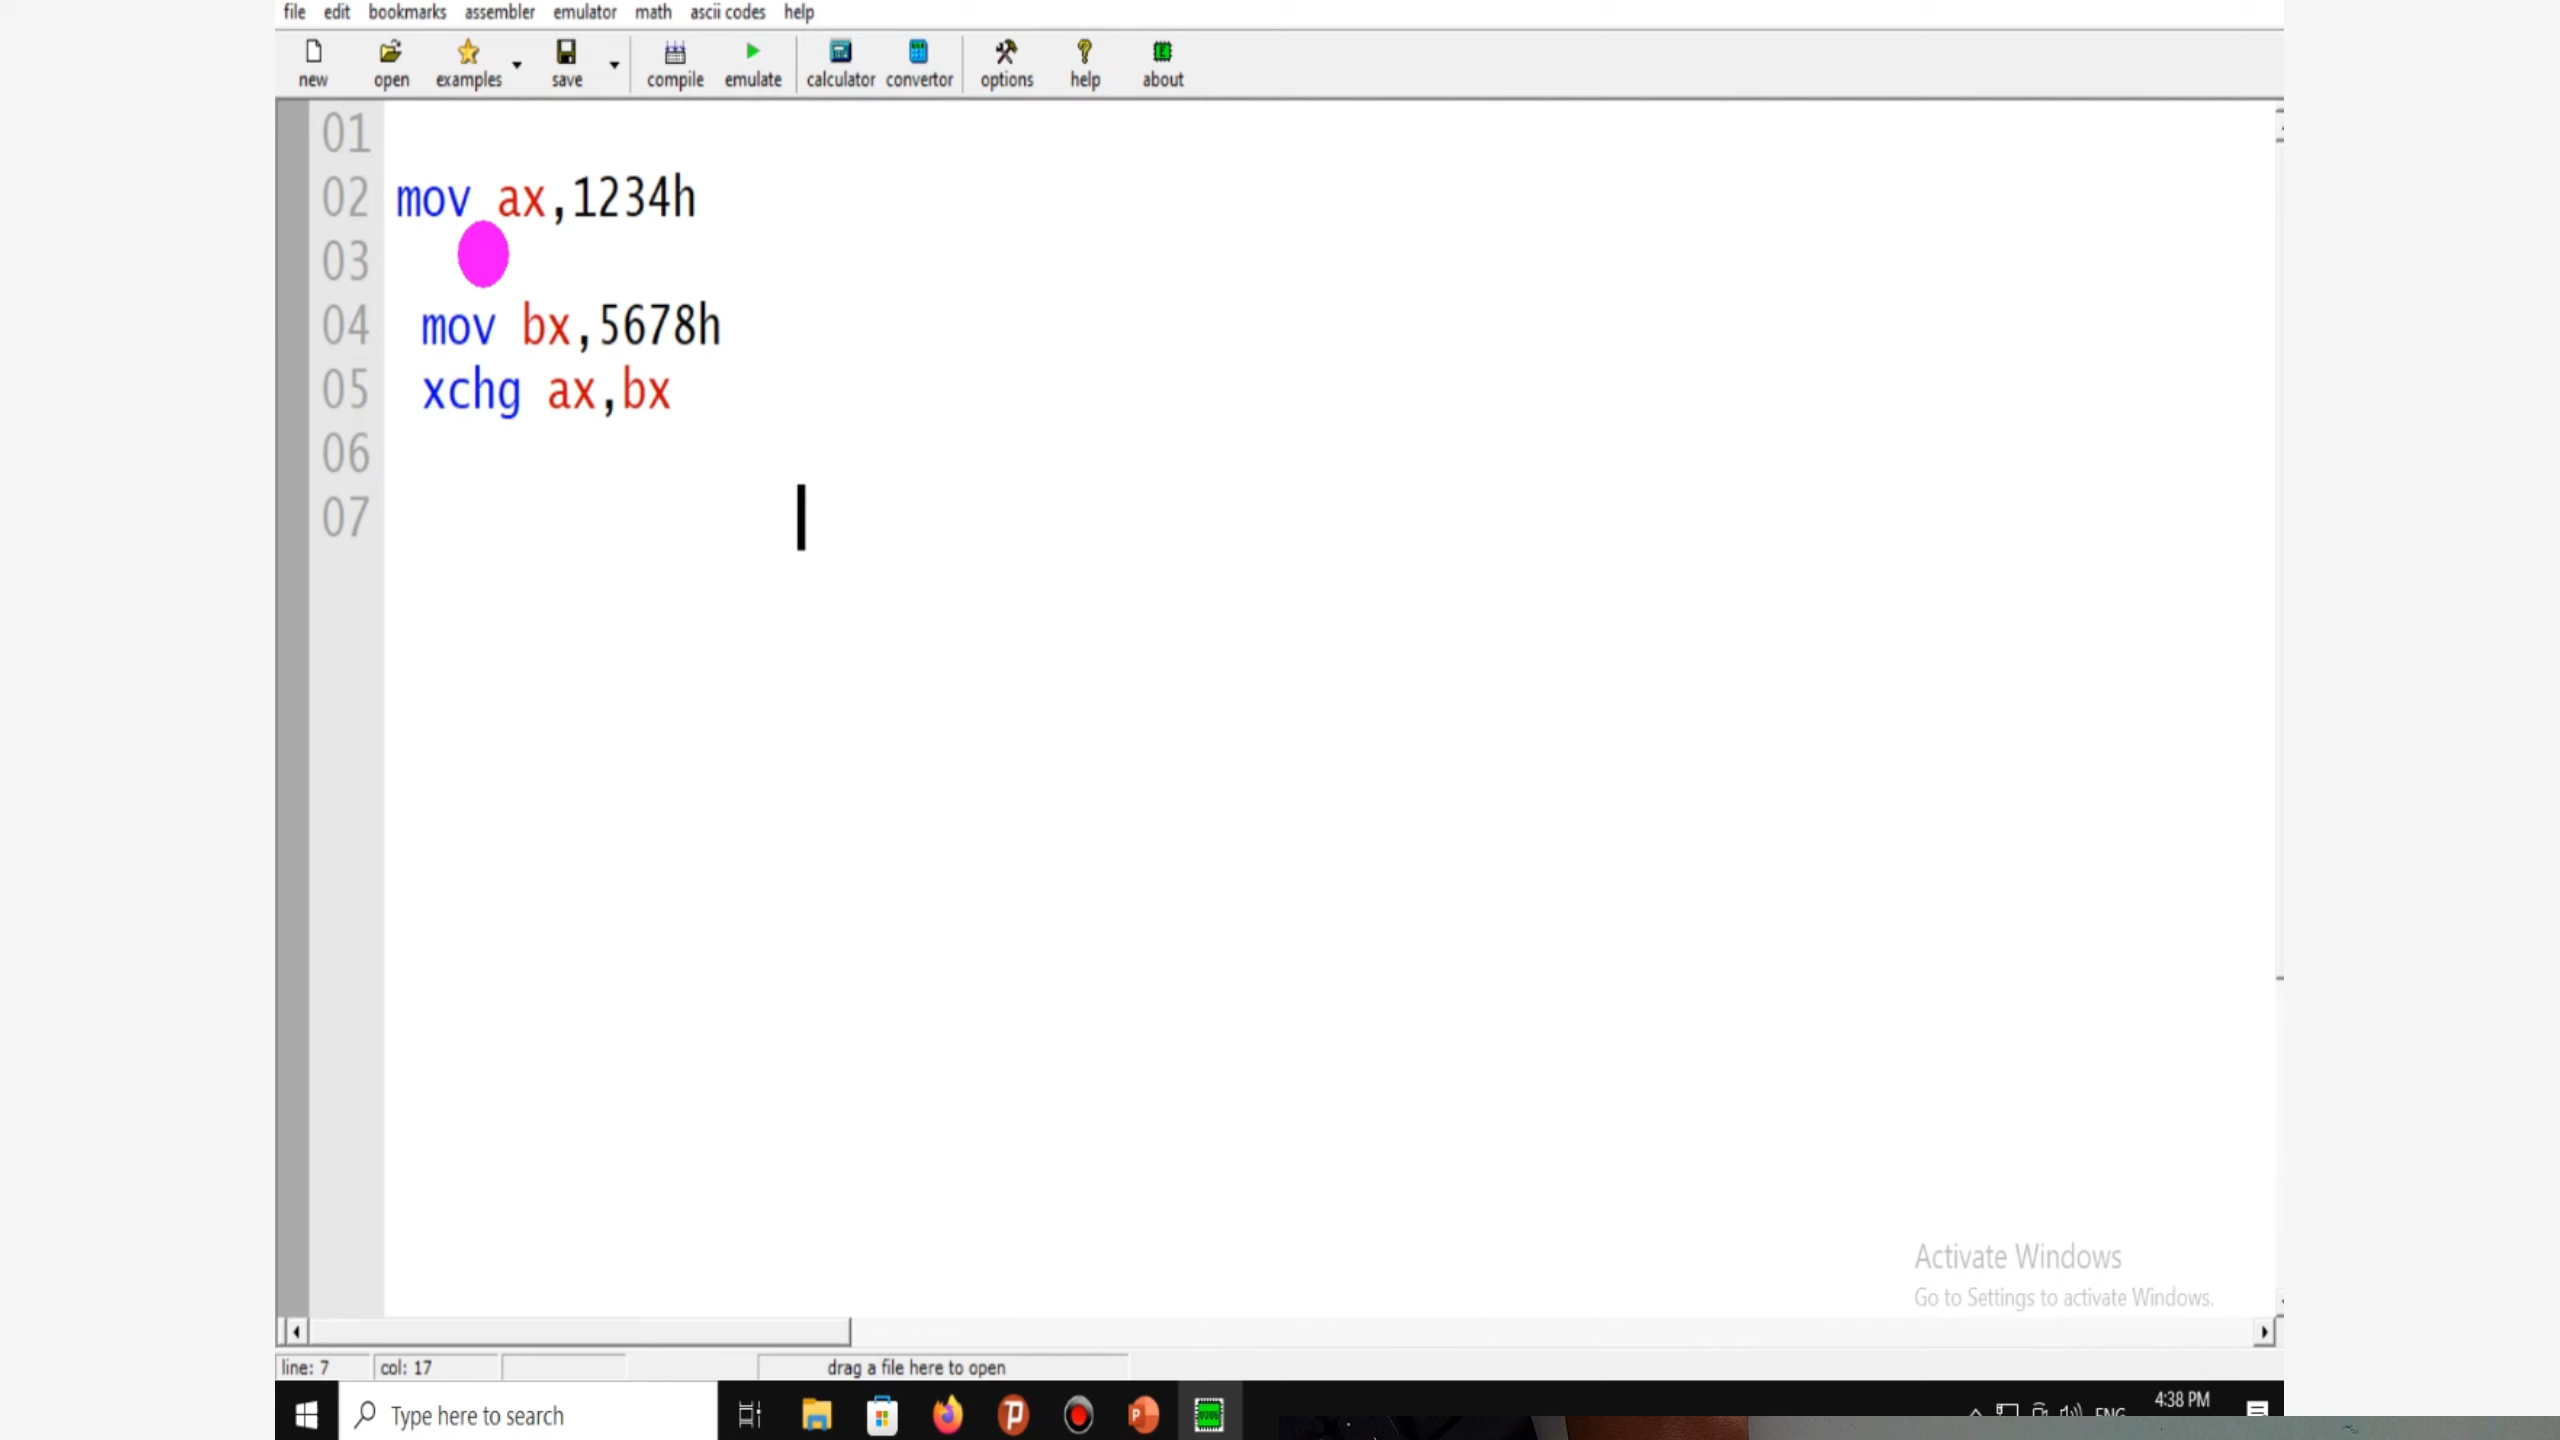 file edit bookmarks assembler emulator math ascii codes help
new open examples save compile emulate calculator convertor options help about
01
02 mov ax,1234h
03
04 mov bx,5678h
05 xchg ax,bx
06
07
Activate Windows
Go to Settings to activate Windows.
line: 7 col: 17 drag a file here to open
Type here to search
4:38 PM
ENG